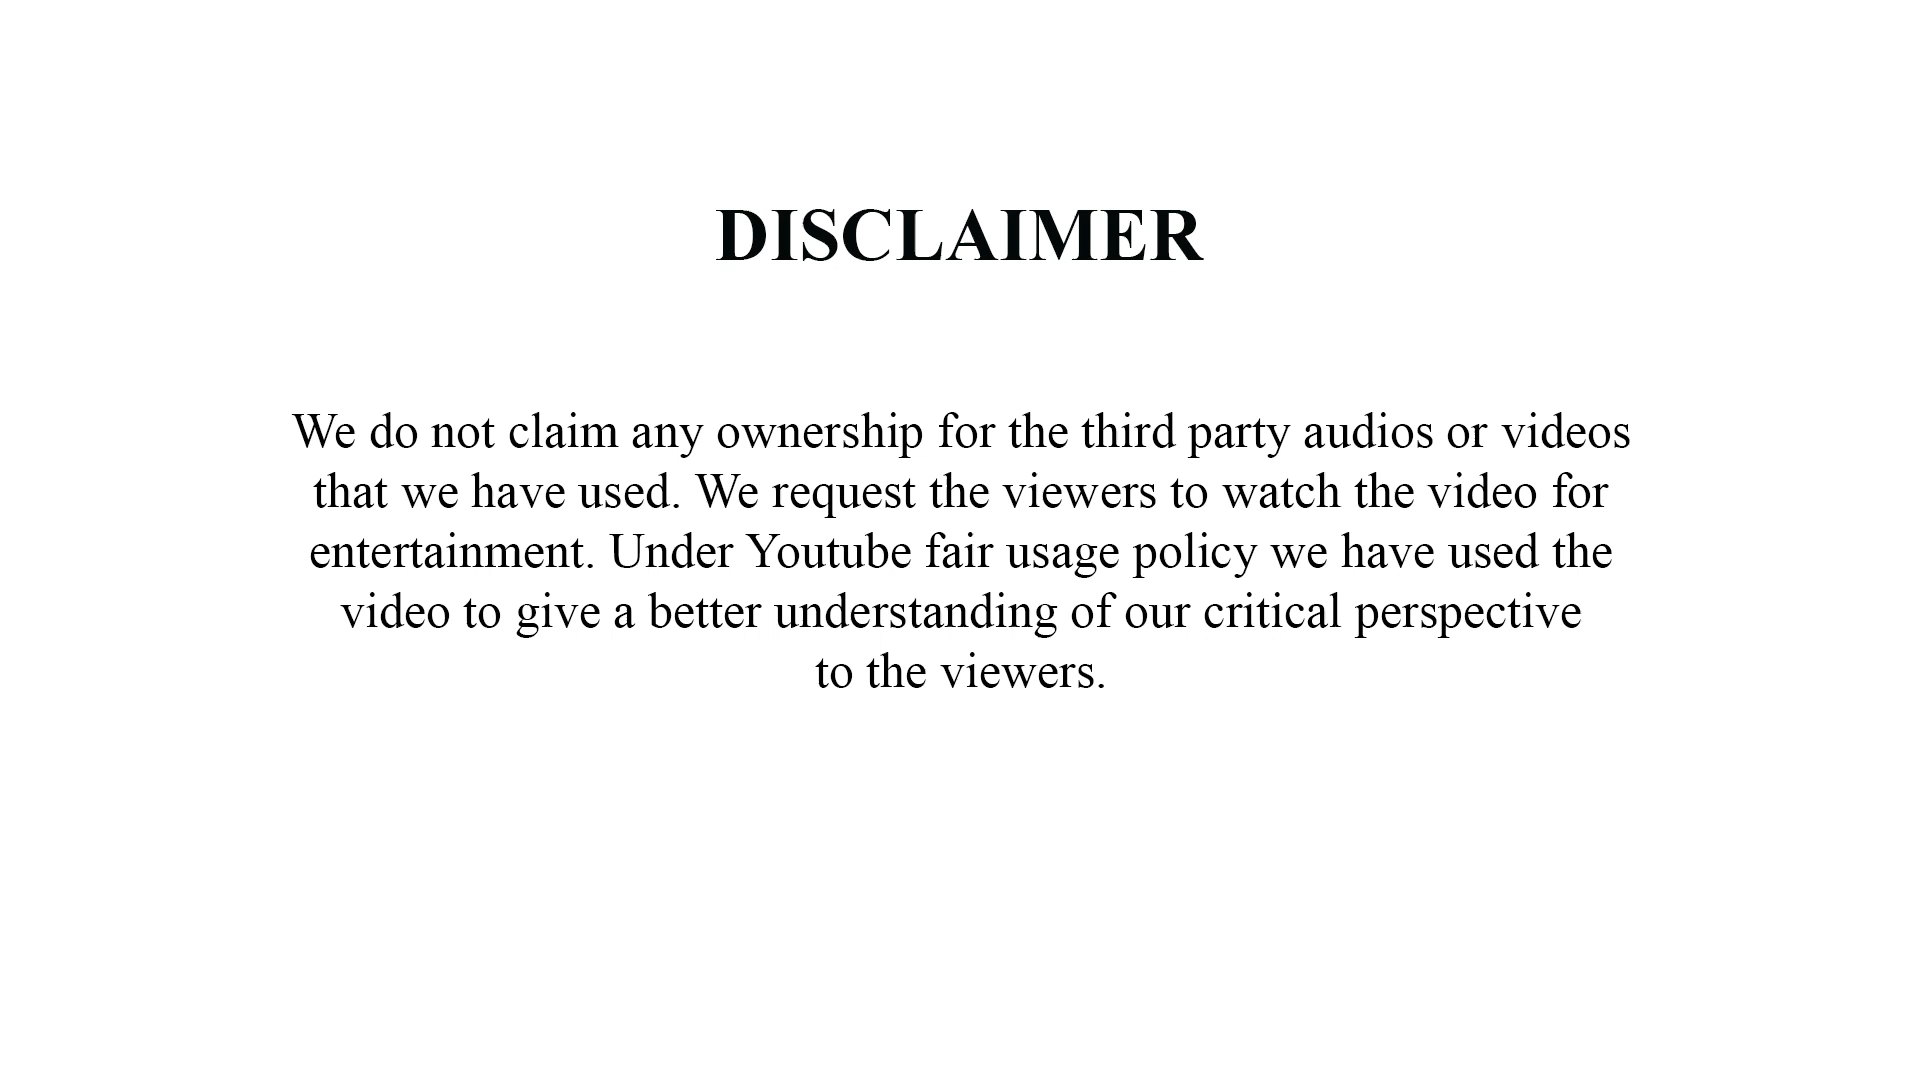 DISCLAIMER
We do not claim any ownership for the third party audios or videos
that we have used. We request the viewers to watch the video for
entertainment. Under Youtube fair usage policy we have used the
video to give a better understanding of our critical perspective
to the viewers.